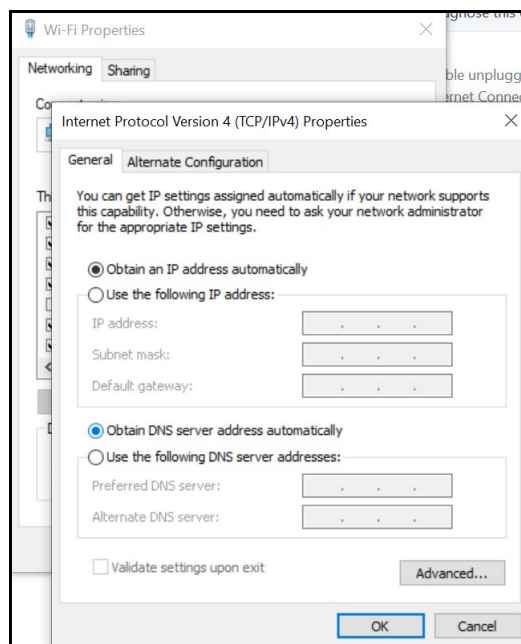 Wi-Fi Properties
Networking
Sharing
ble unplugg
Internet Protocol Version 4 (TCP/IPv4) Properties
General
Alternate Configuration
You can get IP settings assigned automatically if your network supports
this capability. Otherwise, you need to ask your network administrator
for the appropriate IP settings.
Obtain an IP address automatically
Use the following IP address:
IP address:
Subnet mask:
Default gateway:
Obtain DNS server address automatically
Use the following DNS server addresses:
Preferred DNS server:
Alternate DNS server:
Validate settings upon exit
Advanced...
OK
Cancel